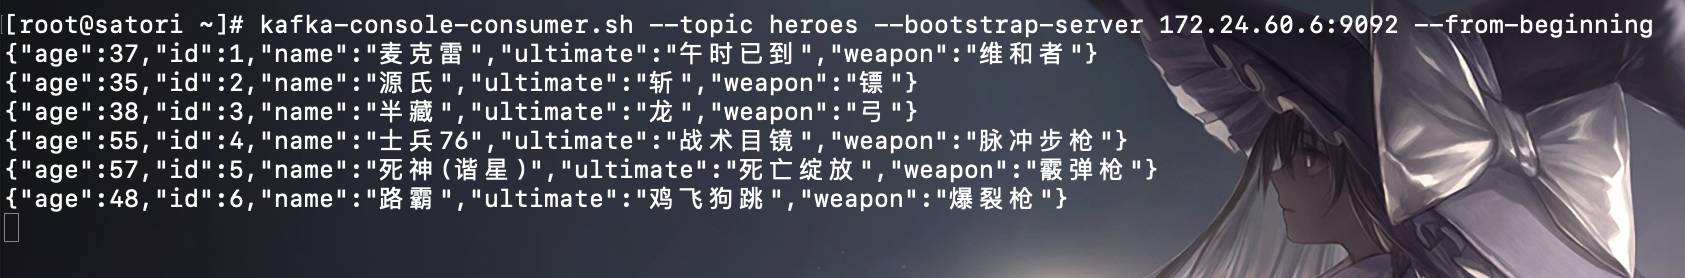 [root@satori ~]# kafka-console-consumer.sh --topic heroes --bootstrap-server 172.24.60.6:9092 --from-beginning
{"age":37,"id":1,"name":"麦克雷","ultimate":"午时已到","weapon":"维和者"}
{"age":35,"id":2,"name":"源氏","ultimate":"斩","weapon":"镖"}
{"age":38,"id":3,"name":"半藏","ultimate":"龙","weapon":"弓"}
{"age":55,"id":4,"name":"士兵76","ultimate":"战术目镜","weapon":"脉冲步枪"}
{"age":57,"id":5,"name":"死神(谐星)","ultimate":"死亡绽放","weapon":"霰弹枪"}
{"age":48,"id":6,"name":"路霸","ultimate":"鸡飞狗跳","weapon":"爆裂枪"}